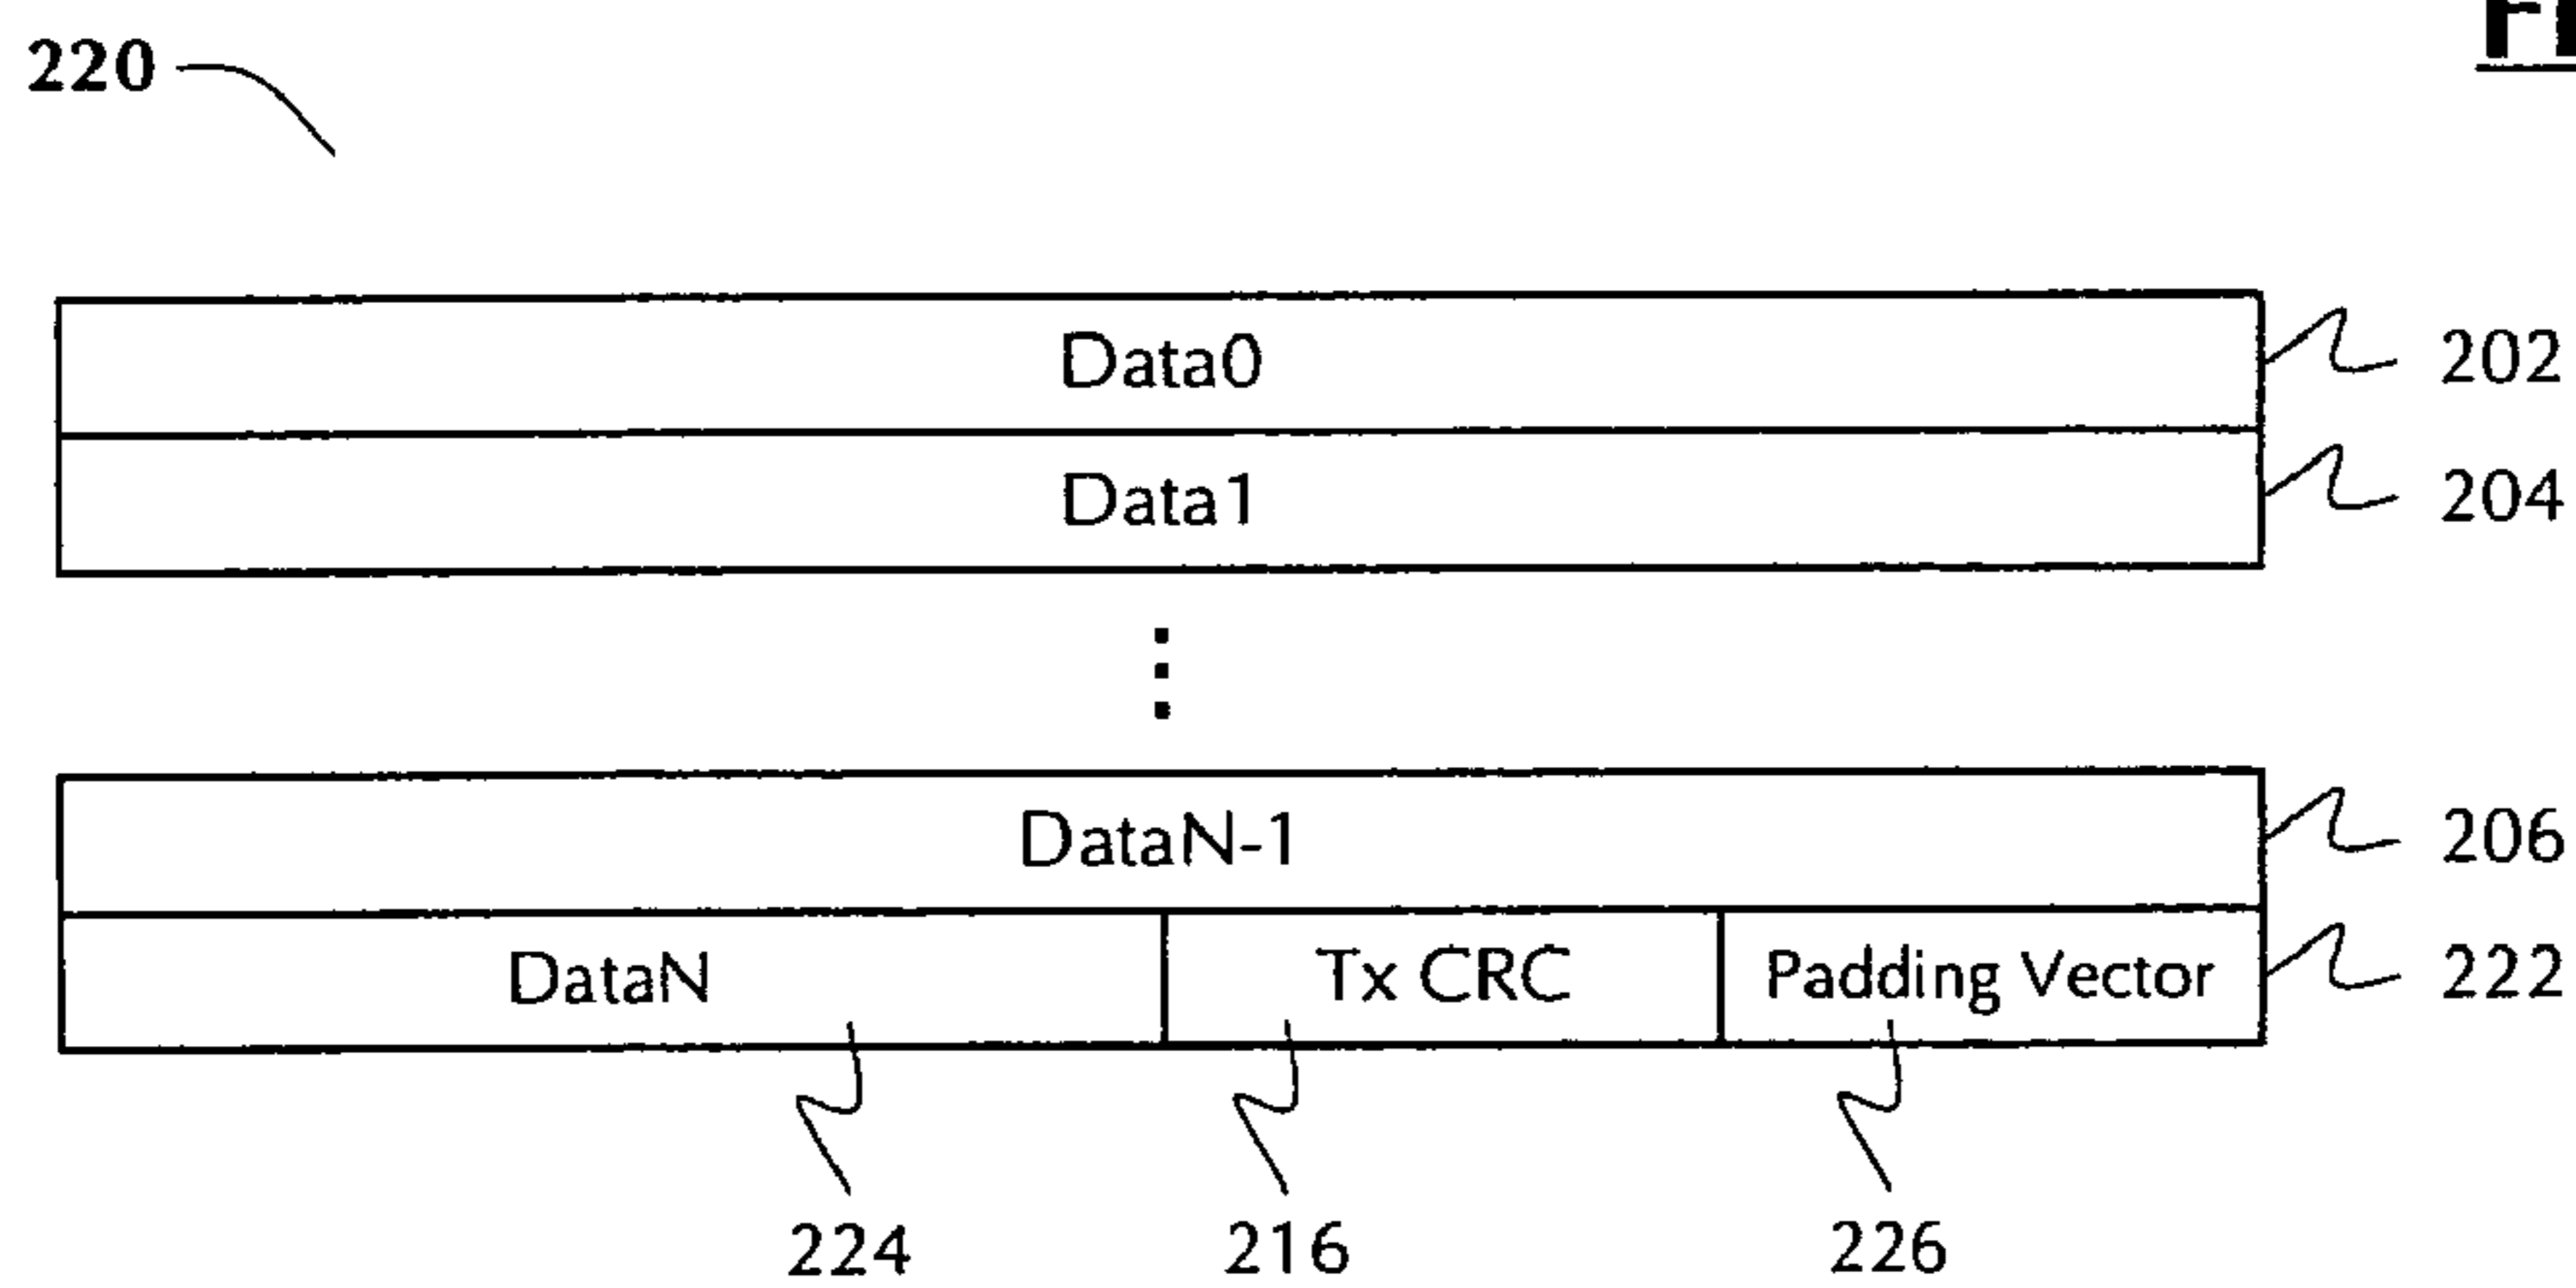 220
Data0 202
Data1 204
DataN-1 206
DataN Tx CRC Padding Vector 222
224 216 226